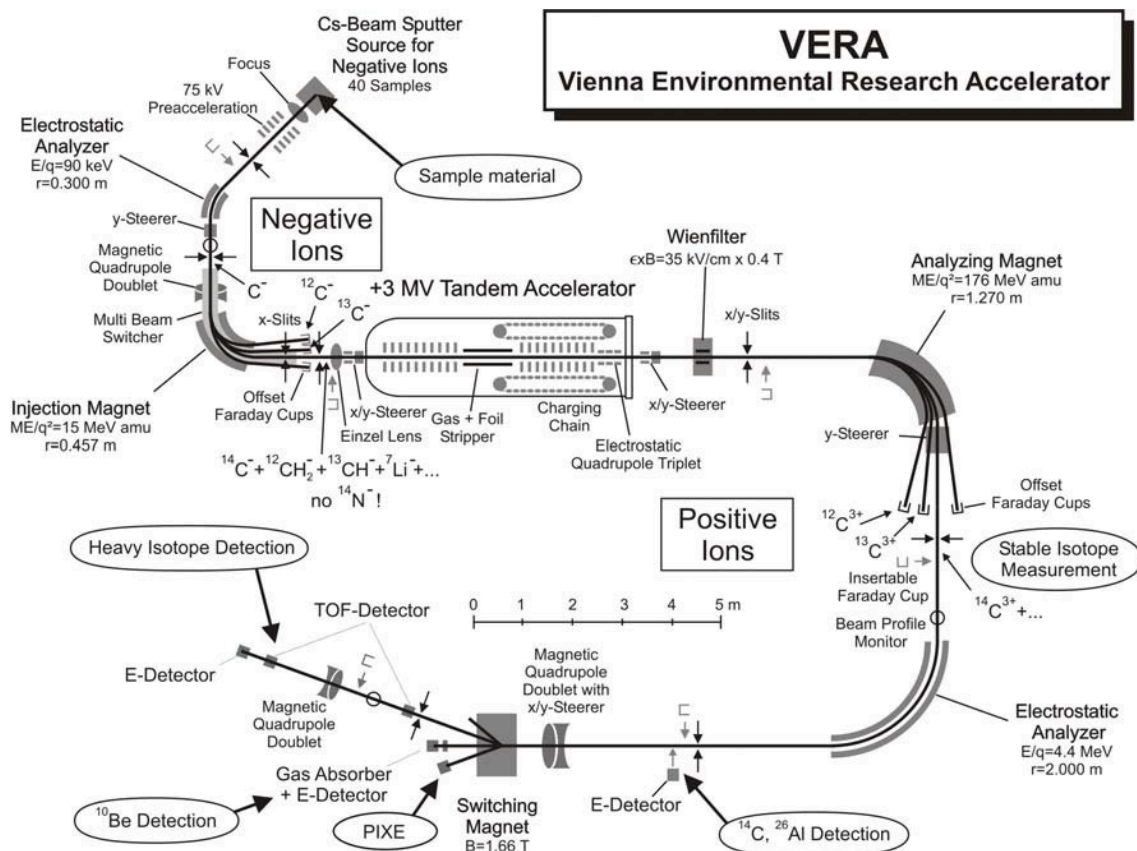 VERA
Vienna Environmental Research Accelerator
Cs-Beam Sputter
Source for
Negative Ions
40 Samples
Focus
75 kV
Preacceleration
Electrostatic
Analyzer
E/q=90 keV
r=0.300 m
Sample material
y-Steerer
Negative
Ions
Magnetic
Quadrupole
Doublet
C⁻
¹²C⁻
¹³C⁻
Multi Beam
Switcher
x-Slits
+3 MV Tandem Accelerator
Wienfilter
ϵxB=35 kV/cm x 0.4 T
x/y-Slits
Analyzing Magnet
ME/q²=176 MeV amu
r=1.270 m
Injection Magnet
ME/q²=15 MeV amu
r=0.457 m
Offset
Faraday Cups
x/y-Steerer
Einzel Lens
Gas + Foil
Stripper
Charging
Chain
x/y-Steerer
Electrostatic
Quadrupole Triplet
¹⁴C⁻+¹²CH₂⁻+¹³CH⁻+⁷Li⁻+...
no ¹⁴N⁻!
y-Steerer
Offset
Faraday Cups
¹²C³⁺
¹³C³⁺
Positive
Ions
Stable Isotope
Measurement
Insertable
Faraday Cup
¹⁴C³⁺+...
Beam Profile
Monitor
Heavy Isotope Detection
TOF-Detector
0 1 2 3 4 5 m
E-Detector
Magnetic
Quadrupole
Doublet
Magnetic
Quadrupole
Doublet with
x/y-Steerer
Electrostatic
Analyzer
E/q=4.4 MeV
r=2.000 m
Gas Absorber
+ E-Detector
E-Detector
¹⁰Be Detection
PIXE
Switching
Magnet
B=1.66 T
¹⁴C, ²⁶Al Detection